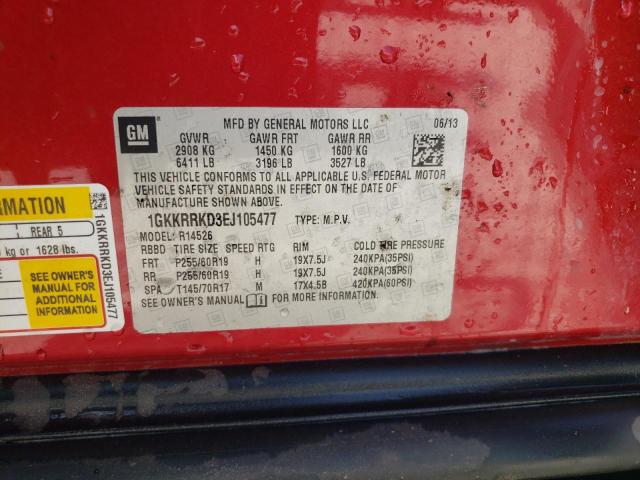 GM
MFD BY GENERAL MOTORS LLC 06/13
GVWR GAWR FRT GAWR RR
2908 KG 1450 KG 1600 KG
6411 LB 3196 LB 3527 LB
THIS VEHICLE CONFORMS TO ALL APPLICABLE U.S. FEDERAL MOTOR
VEHICLE SAFETY STANDARDS IN EFFECT ON THE DATE OF
MANUFACTURE SHOWN ABOVE.
1GKKRRKD3EJ105477 TYPE: M.P.V.
MODEL: R14526
RBBD TIRE SIZE SPEED RTG RIM COLD TIRE PRESSURE
FRT P255/60R19 H 19X7.5J 240KPA(35PSI)
RR P255/60R19 H 19X7.5J 240KPA(35PSI)
SPA T145/70R17 M 17X4.5B 420KPA(60PSI)
SEE OWNER'S MANUAL FOR MORE INFORMATION.
RMATION
1 REAR 5
kg or 1628 lbs.
SEE OWNER'S
MANUAL FOR
ADDITIONAL
INFORMATION
1GKKRRKD3EJ105477